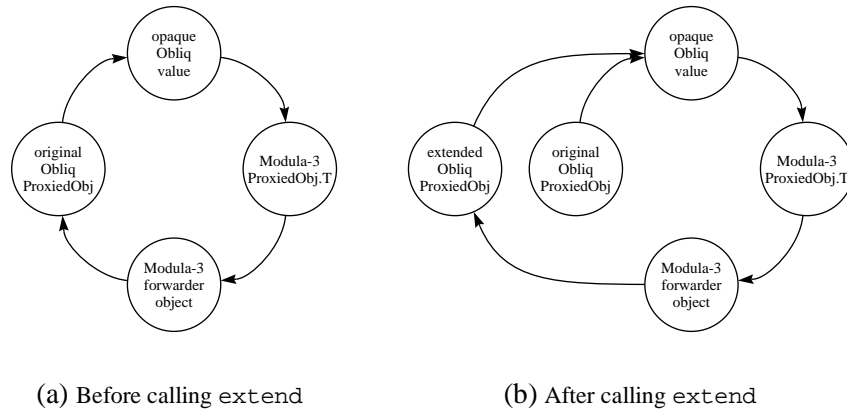 opaque
Obliq
value
original
Obliq
ProxiedObj
Modula-3
ProxiedObj.T
Modula-3
forwarder
object
(a) Before calling extend
opaque
Obliq
value
extended
Obliq
ProxiedObj
original
Obliq
ProxiedObj
Modula-3
ProxiedObj.T
Modula-3
forwarder
object
(b) After calling extend